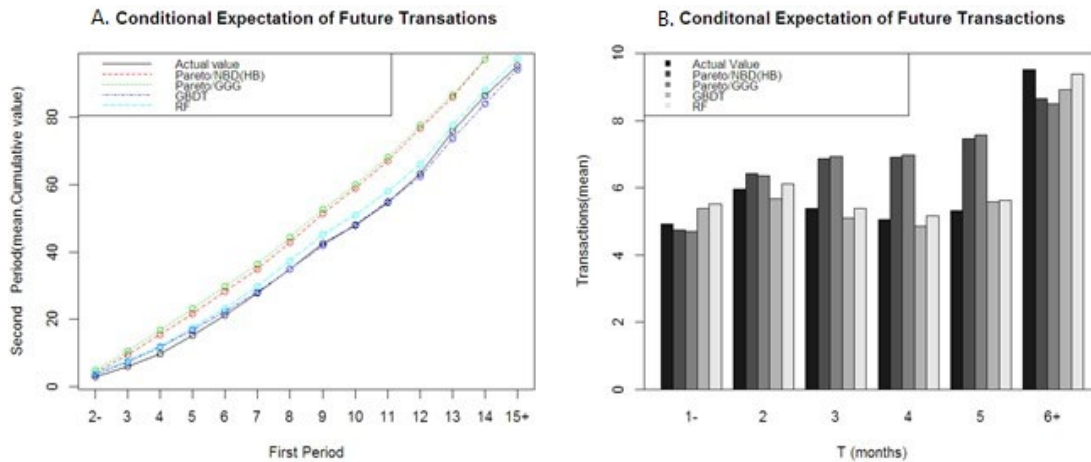 A. Conditional Expectation of Future Transations
Actual value
Pareto/NBD(HB)
Pareto/GGG
GBDT
RF
Second Period(mean.Cumulative value)
80
60
40
20
0
2- 3 4 5 6 7 8 9 10 11 12 13 14 15+
First Period
B. Conditonal Expectation of Future Transactions
Actual Value
Pareto/NBD(HB)
Pareto/GGG
GBDT
RF
Transactions(mean)
10
8
6
4
2
0
1- 2 3 4 5 6+
T (months)